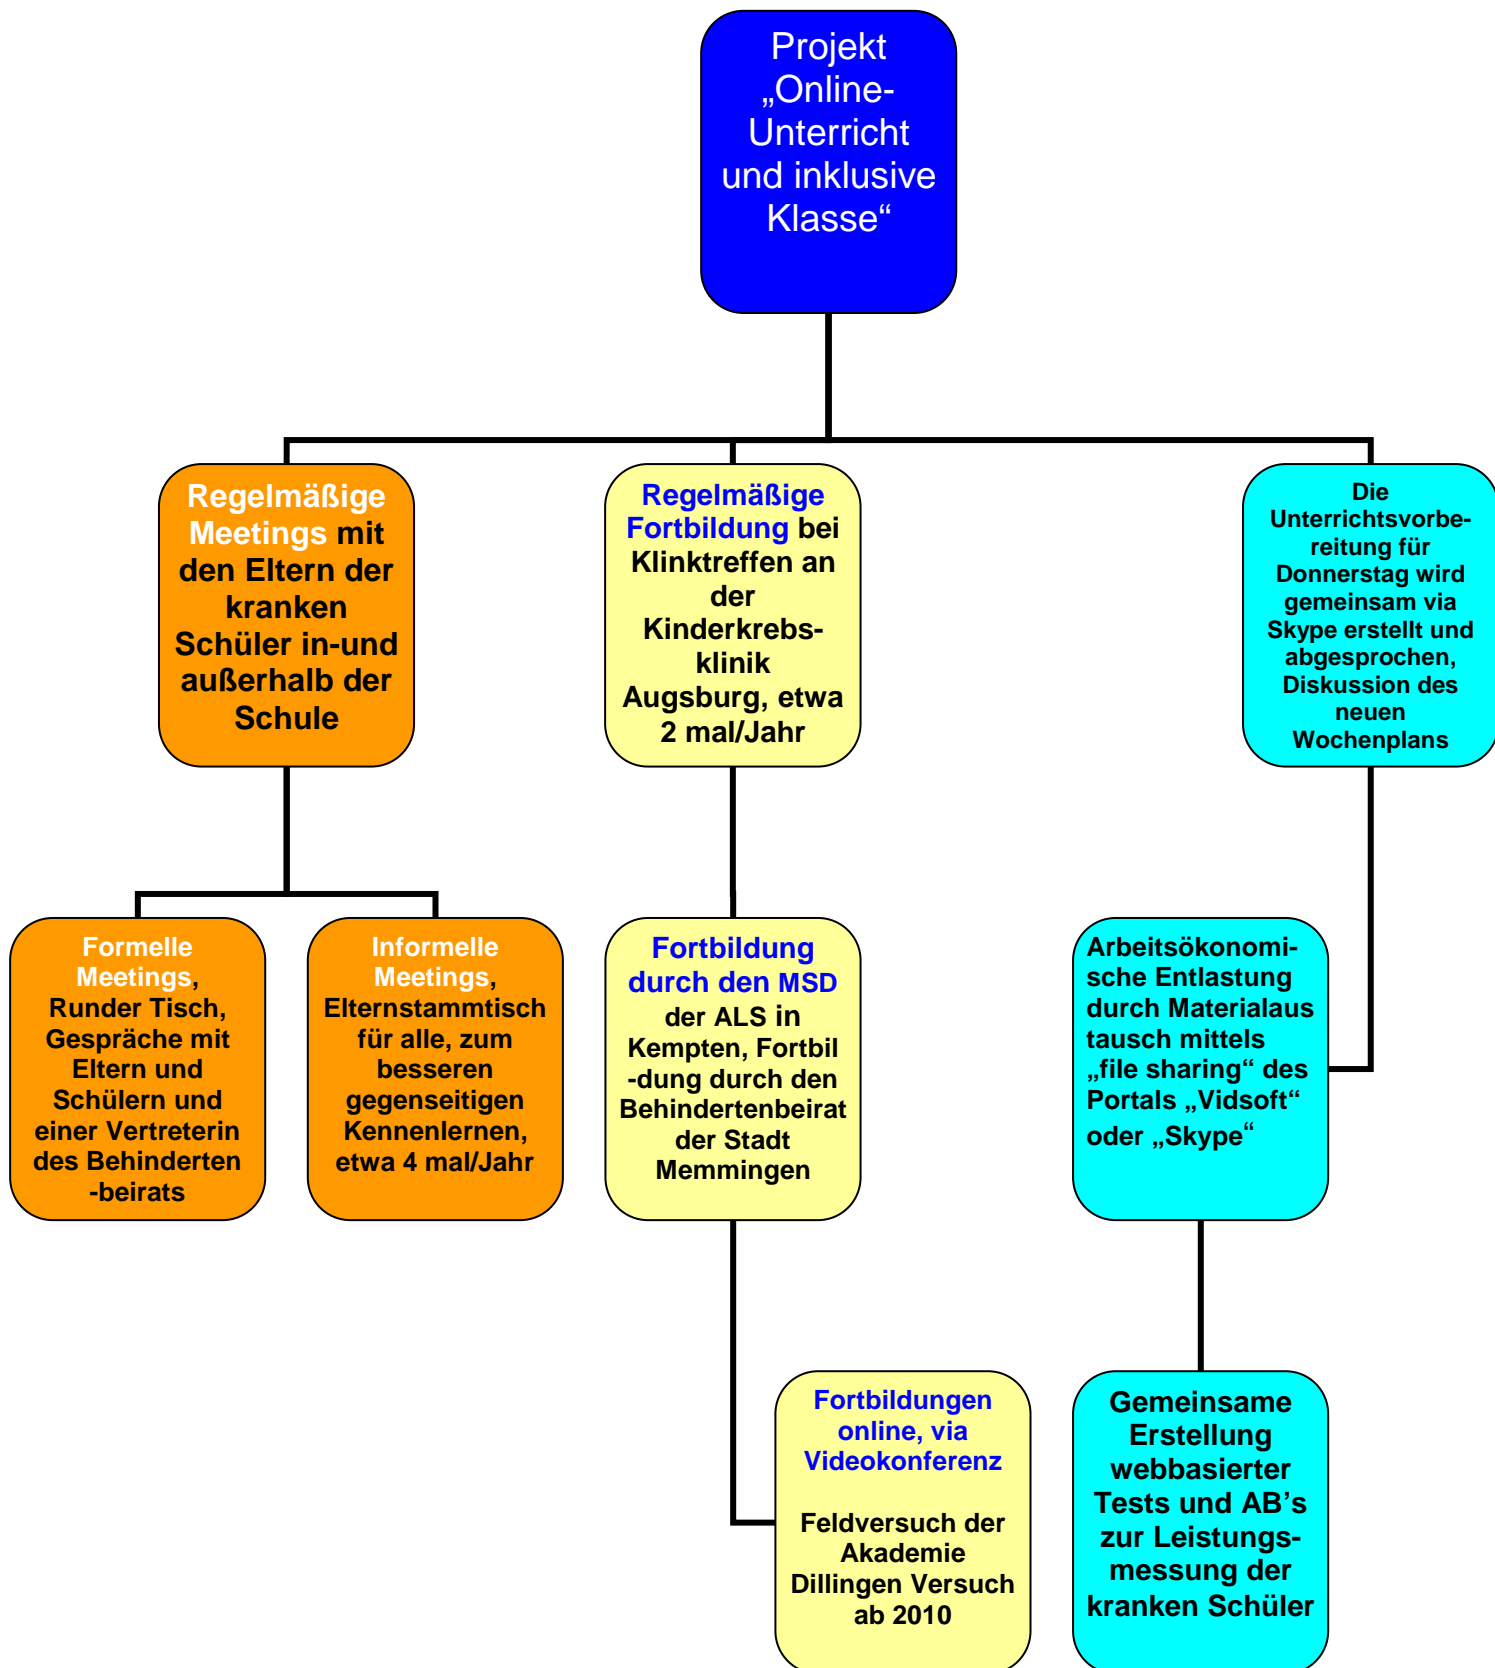 Projekt
„Online-
Unterricht
und inklusive
Klasse“
Regelmäßige
Meetings mit
den Eltern der
kranken
Schüler in-und
außerhalb der
Schule
Regelmäßige
Fortbildung bei
Klinktreffen an
der
Kinderkrebs-
klinik
Augsburg, etwa
2 mal/Jahr
Die
Unterrichtsvorbe-
reitung für
Donnerstag wird
gemeinsam via
Skype erstellt und
abgesprochen,
Diskussion des
neuen
Wochenplans
Formelle
Meetings,
Runder Tisch,
Gespräche mit
Eltern und
Schülern und
einer Vertreterin
des Behinderten
-beirats
Informelle
Meetings,
Elternstammtisch
für alle, zum
besseren
gegenseitigen
Kennenlernen,
etwa 4 mal/Jahr
Fortbildung
durch den MSD
der ALS in
Kempten, Fortbil
-dung durch den
Behindertenbeirat
der Stadt
Memmingen
Arbeitsökonomi-
sche Entlastung
durch Materialaus
tausch mittels
„file sharing“ des
Portals „Vidsoft“
oder „Skype“
Fortbildungen
online, via
Videokonferenz
Feldversuch der
Akademie
Dillingen Versuch
ab 2010
Gemeinsame
Erstellung
webbasierter
Tests und AB’s
zur Leistungs-
messung der
kranken Schüler